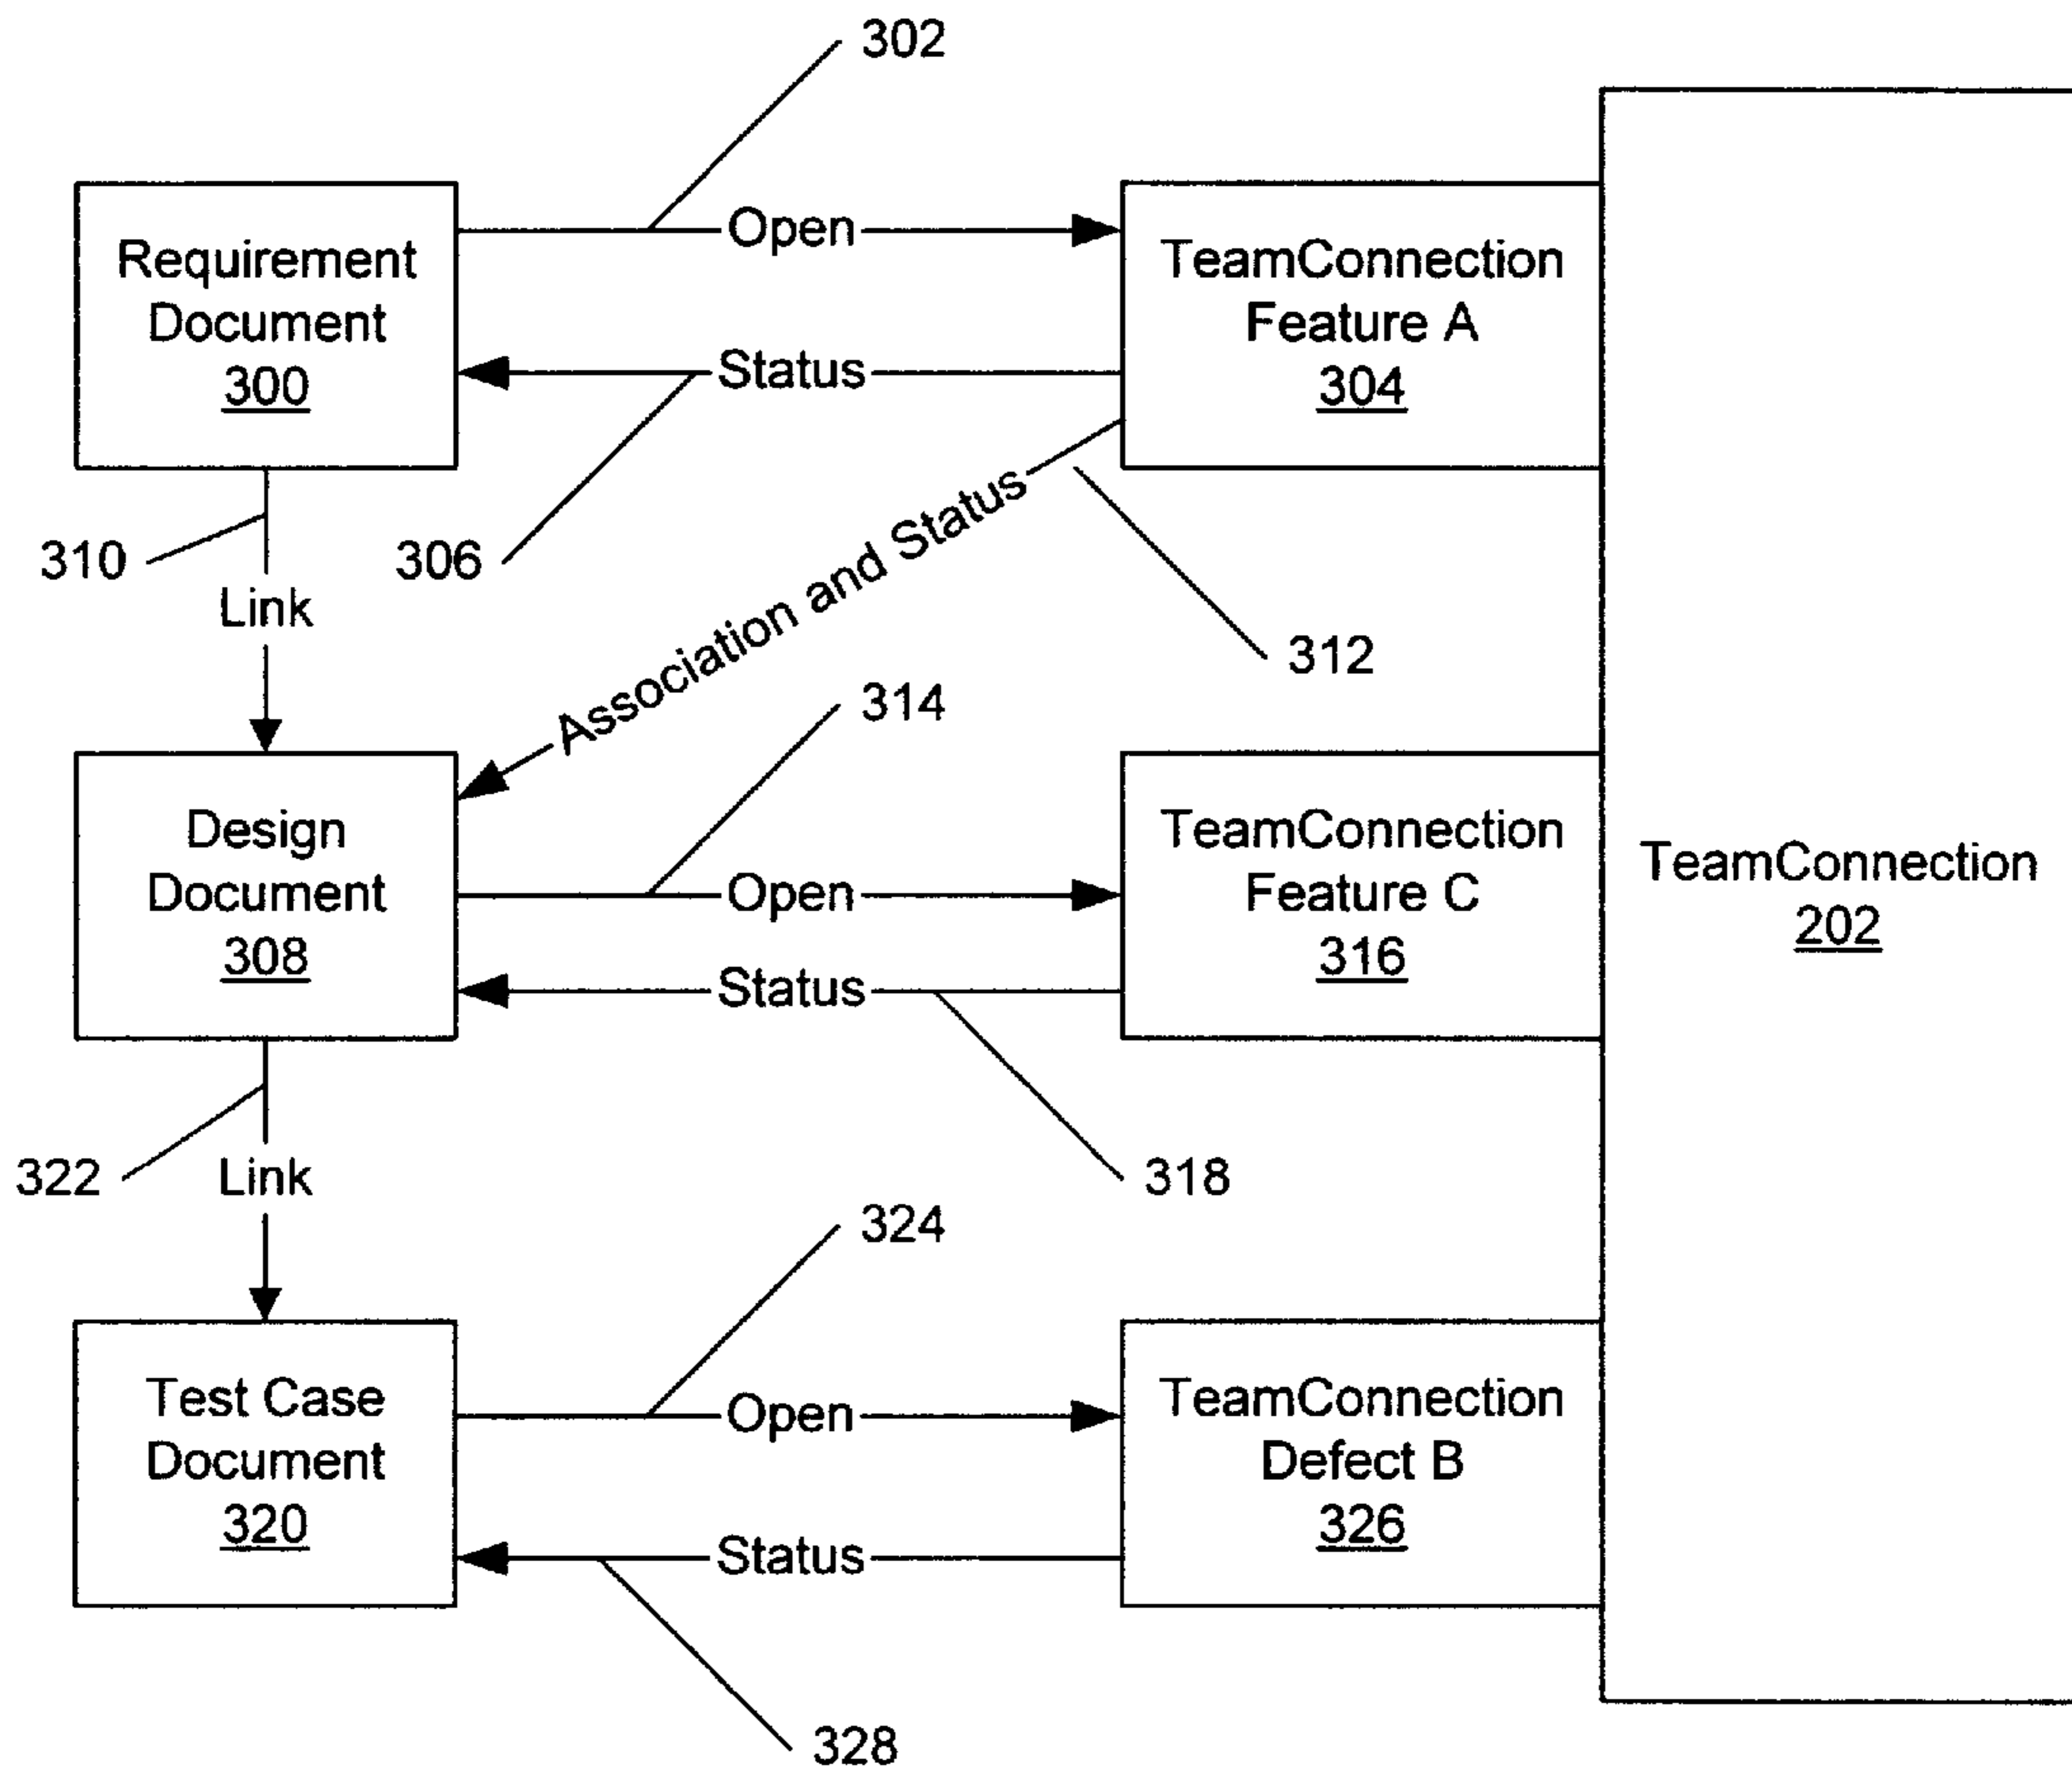 302
Requirement
Document
300
Open
TeamConnection
Feature A
304
Status
310
306
Link
Association and Status
312
314
Design
Document
308
Open
TeamConnection
Feature C
316
Status
TeamConnection
202
322
Link
318
324
Test Case
Document
320
Open
TeamConnection
Defect B
326
Status
328